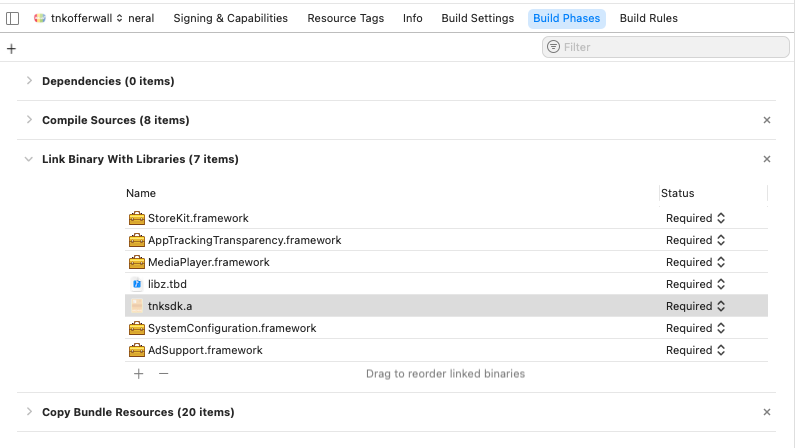 tnkofferwall neral Signing & Capabilities Resource Tags Info Build Settings Build Phases Build Rules
Filter
Dependencies (0 items)
Compile Sources (8 items)
Link Binary With Libraries (7 items)
Name Status
StoreKit.framework Required
AppTrackingTransparency.framework Required
MediaPlayer.framework Required
libz.tbd Required
tnksdk.a Required
SystemConfiguration.framework Required
AdSupport.framework Required
Drag to reorder linked binaries
Copy Bundle Resources (20 items)